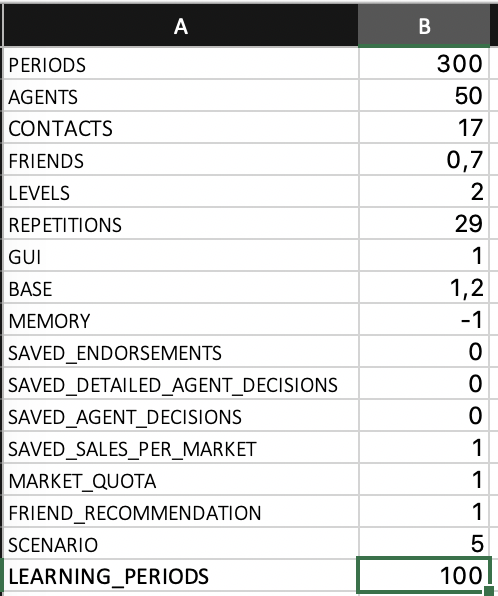 A B
PERIODS 300
AGENTS 50
CONTACTS 17
FRIENDS 0,7
LEVELS 2
REPETITIONS 29
GUI 1
BASE 1,2
MEMORY -1
SAVED_ENDORSEMENTS 0
SAVED_DETAILED_AGENT_DECISIONS 0
SAVED_AGENT_DECISIONS 0
SAVED_SALES_PER_MARKET 1
MARKET_QUOTA 1
FRIEND_RECOMMENDATION 1
SCENARIO 5
LEARNING_PERIODS 100